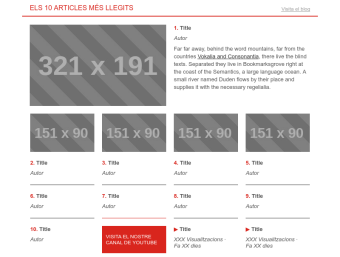 ELS 10 ARTICLES MÉS LLEGITS
Visita el blog
321 x 191
1. Title
Autor
Far far away, behind the word mountains, far from the
countries Vokalia and Consonantia, there live the blind
texts. Separated they live in Bookmarksgrove right at
the coast of the Semantics, a large language ocean. A
small river named Duden flows by their place and
supplies it with the necessary regelialia.
151 x 90
151 x 90
151 x 90
151 x 90
2. Title
Autor
3. Title
Autor
4. Title
Autor
5. Title
Autor
6. Title
Autor
7. Title
Autor
8. Title
Autor
9. Title
Autor
10. Title
Autor
VISITA EL NOSTRE
CANAL DE YOUTUBE
▶ Title
XXX Visualitzacions ·
Fa XX dies
▶ Title
XXX Visualitzacions ·
Fa XX dies